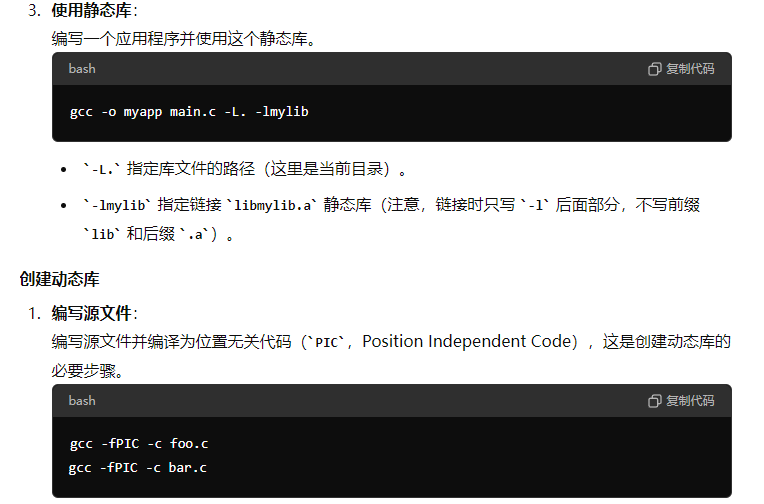 3. 使用静态库：
编写一个应用程序并使用这个静态库。
bash 复制代码
gcc -o myapp main.c -L. -lmylib
• `-L.` 指定库文件的路径（这里是当前目录）。
• `-lmylib` 指定链接 `libmylib.a` 静态库（注意，链接时只写 `-l` 后面部分，不写前缀
`lib` 和后缀 `.a`）。
创建动态库
1. 编写源文件：
编写源文件并编译为位置无关代码（`PIC`，Position Independent Code），这是创建动态库的
必要步骤。
bash 复制代码
gcc -fPIC -c foo.c
gcc -fPIC -c bar.c